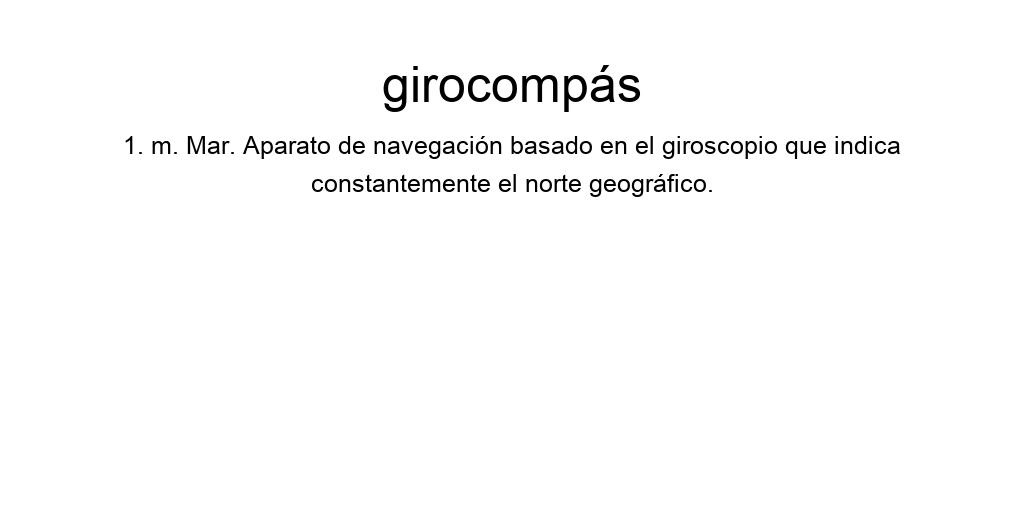 girocompás
1. m. Mar. Aparato de navegación basado en el giroscopio que indica
constantemente el norte geográfico.